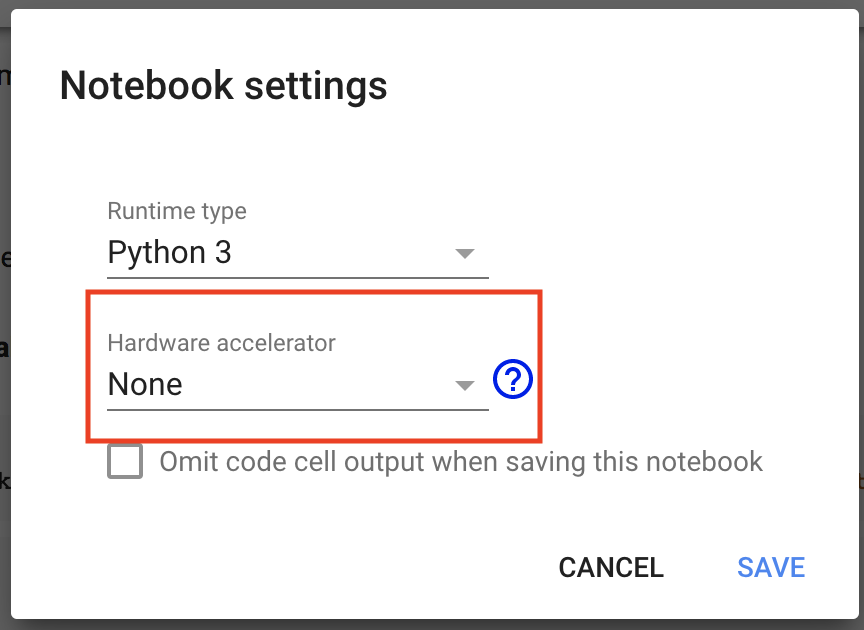 Notebook settings
Runtime type
Python 3
Hardware accelerator
None
?
Omit code cell output when saving this notebook
CANCEL
SAVE